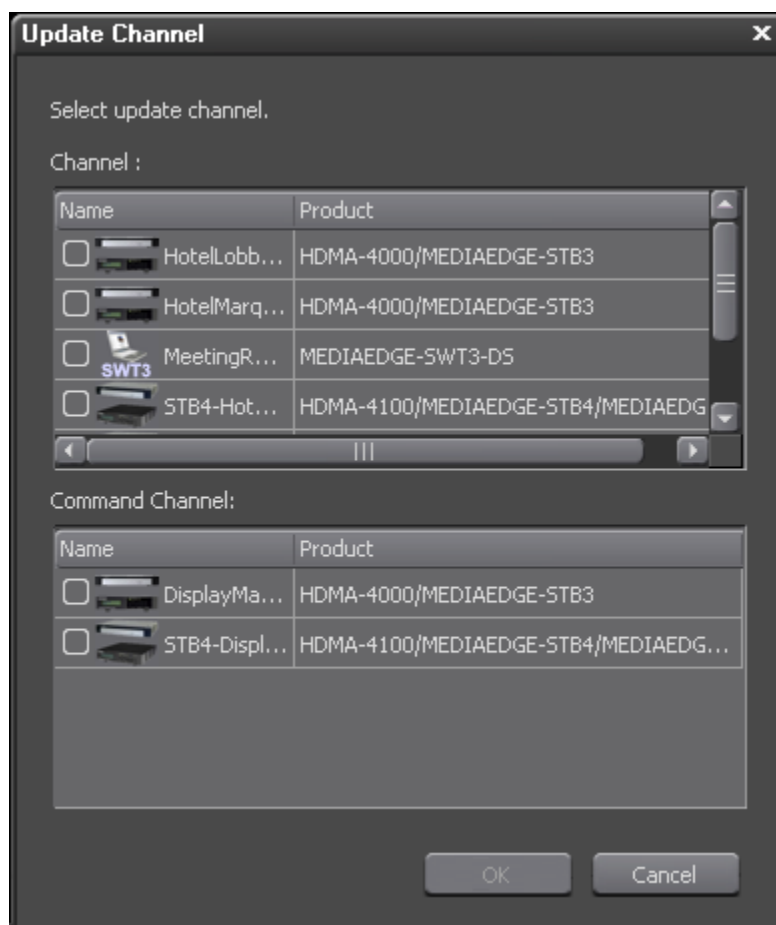 Update Channel
Select update channel.
Channel :
Name Product
HotelLobb... HDMA-4000/MEDIAEDGE-STB3
HotelMarq... HDMA-4000/MEDIAEDGE-STB3
SWT3 MeetingR... MEDIAEDGE-SWT3-DS
STB4-Hot... HDMA-4100/MEDIAEDGE-STB4/MEDIAEDG
Command Channel:
Name Product
DisplayMa... HDMA-4000/MEDIAEDGE-STB3
STB4-Displ... HDMA-4100/MEDIAEDGE-STB4/MEDIAEDG...
OK Cancel